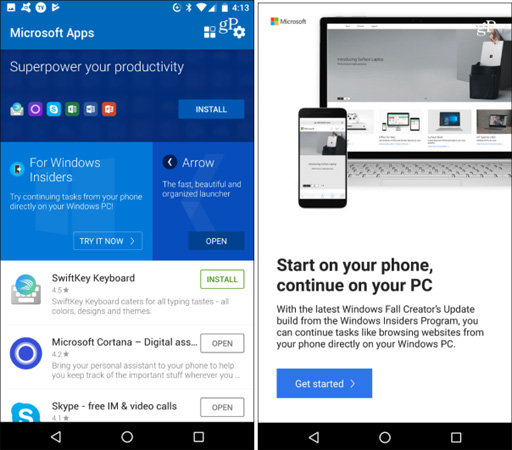 4:13
Microsoft Apps
gP
Superpower your productivity
INSTALL
For Windows
Insiders
Try continuing tasks from your phone
directly on your Windows PC!
TRY IT NOW
Arrow
The fast, beautiful and
organized launcher
OPEN
SwiftKey Keyboard
4.5★
SwiftKey Keyboard caters for all typing tastes - all
colors, designs and themes.
INSTALL
Microsoft Cortana – Digital ass...
4.2★
Bring your personal assistant to your phone to help
you keep track of the important stuff wherever you ...
OPEN
Skype - free IM & video calls
4.1★
OPEN
Microsoft
gP
Introducing Surface Laptop
Start on your phone,
continue on your PC
With the latest Windows Fall Creator's Update
build from the Windows Insiders Program, you
can continue tasks like browsing websites from
your phone directly on your Windows PC.
Get started